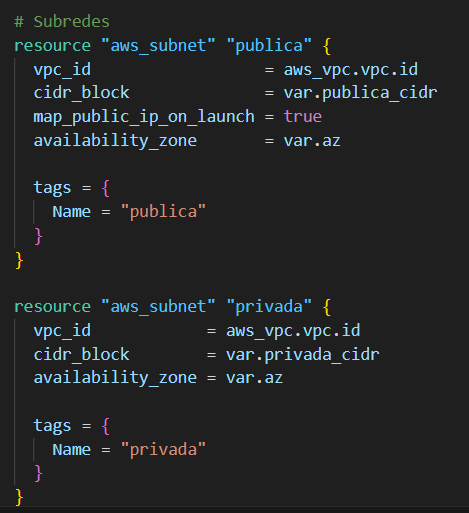 # Subredes
resource "aws_subnet" "publica" {
  vpc_id                  = aws_vpc.vpc.id
  cidr_block              = var.publica_cidr
  map_public_ip_on_launch = true
  availability_zone       = var.az

  tags = {
    Name = "publica"
  }
}

resource "aws_subnet" "privada" {
  vpc_id            = aws_vpc.vpc.id
  cidr_block        = var.privada_cidr
  availability_zone = var.az

  tags = {
    Name = "privada"
  }
}